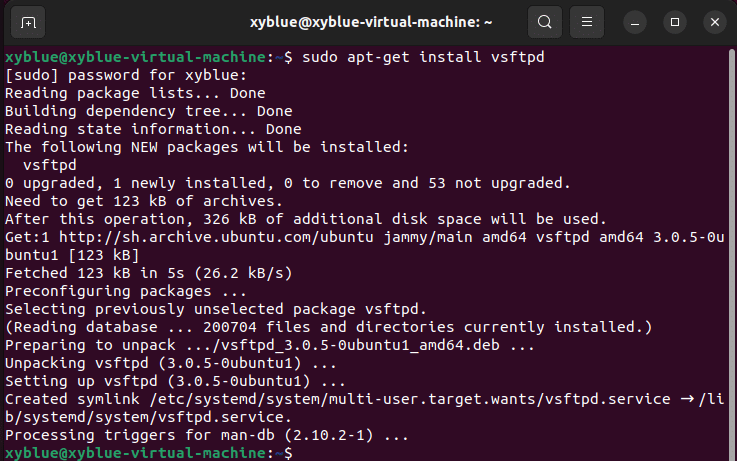 xyblue@xyblue-virtual-machine: ~
xyblue@xyblue-virtual-machine:~$ sudo apt-get install vsftpd
[sudo] password for xyblue:
Reading package lists... Done
Building dependency tree... Done
Reading state information... Done
The following NEW packages will be installed:
  vsftpd
0 upgraded, 1 newly installed, 0 to remove and 53 not upgraded.
Need to get 123 kB of archives.
After this operation, 326 kB of additional disk space will be used.
Get:1 http://sh.archive.ubuntu.com/ubuntu jammy/main amd64 vsftpd amd64 3.0.5-0u
buntu1 [123 kB]
Fetched 123 kB in 5s (26.2 kB/s)
Preconfiguring packages ...
Selecting previously unselected package vsftpd.
(Reading database ... 200704 files and directories currently installed.)
Preparing to unpack .../vsftpd_3.0.5-0ubuntu1_amd64.deb ...
Unpacking vsftpd (3.0.5-0ubuntu1) ...
Setting up vsftpd (3.0.5-0ubuntu1) ...
Created symlink /etc/systemd/system/multi-user.target.wants/vsftpd.service → /li
b/systemd/system/vsftpd.service.
Processing triggers for man-db (2.10.2-1) ...
xyblue@xyblue-virtual-machine:~$